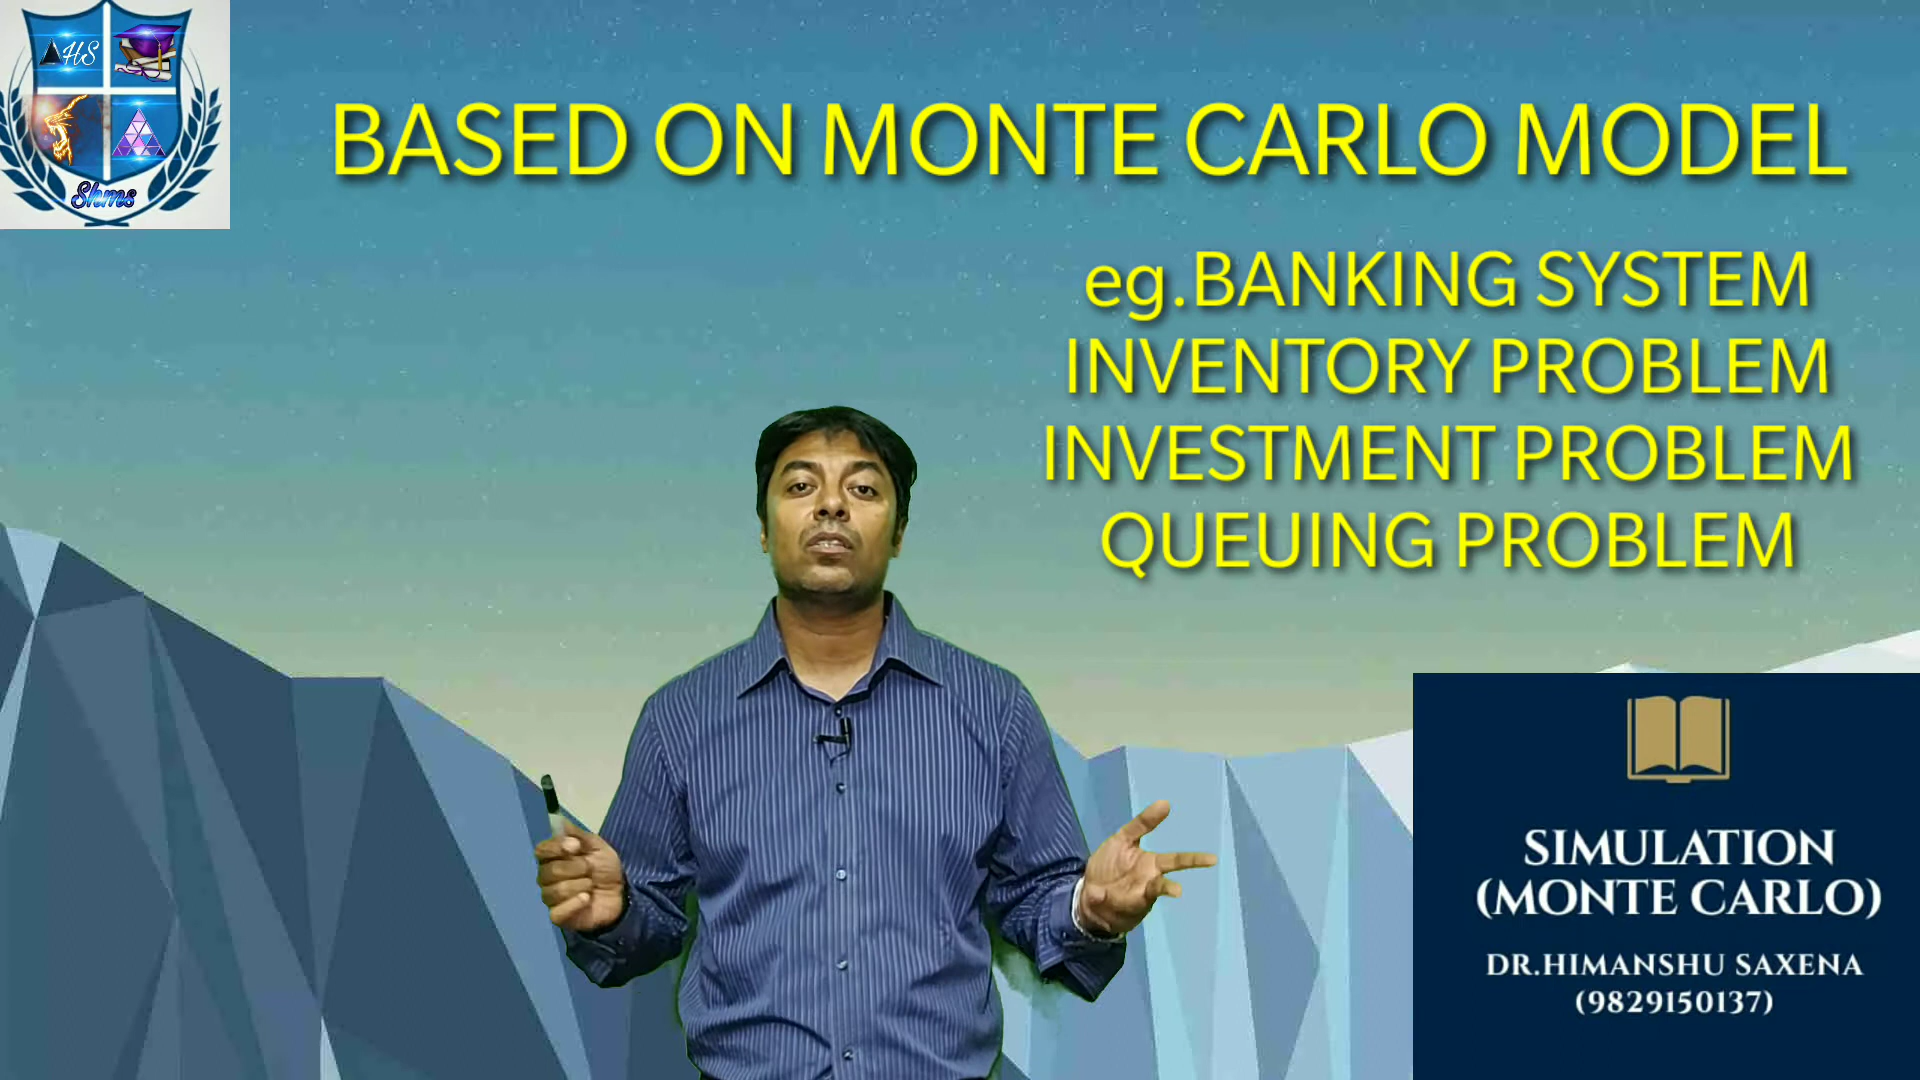 AHS
Shms
BASED ON MONTE CARLO MODEL
eg.BANKING SYSTEM
INVENTORY PROBLEM
INVESTMENT PROBLEM
QUEUING PROBLEM
SIMULATION
(MONTE CARLO)
DR.HIMANSHU SAXENA
(9829150137)